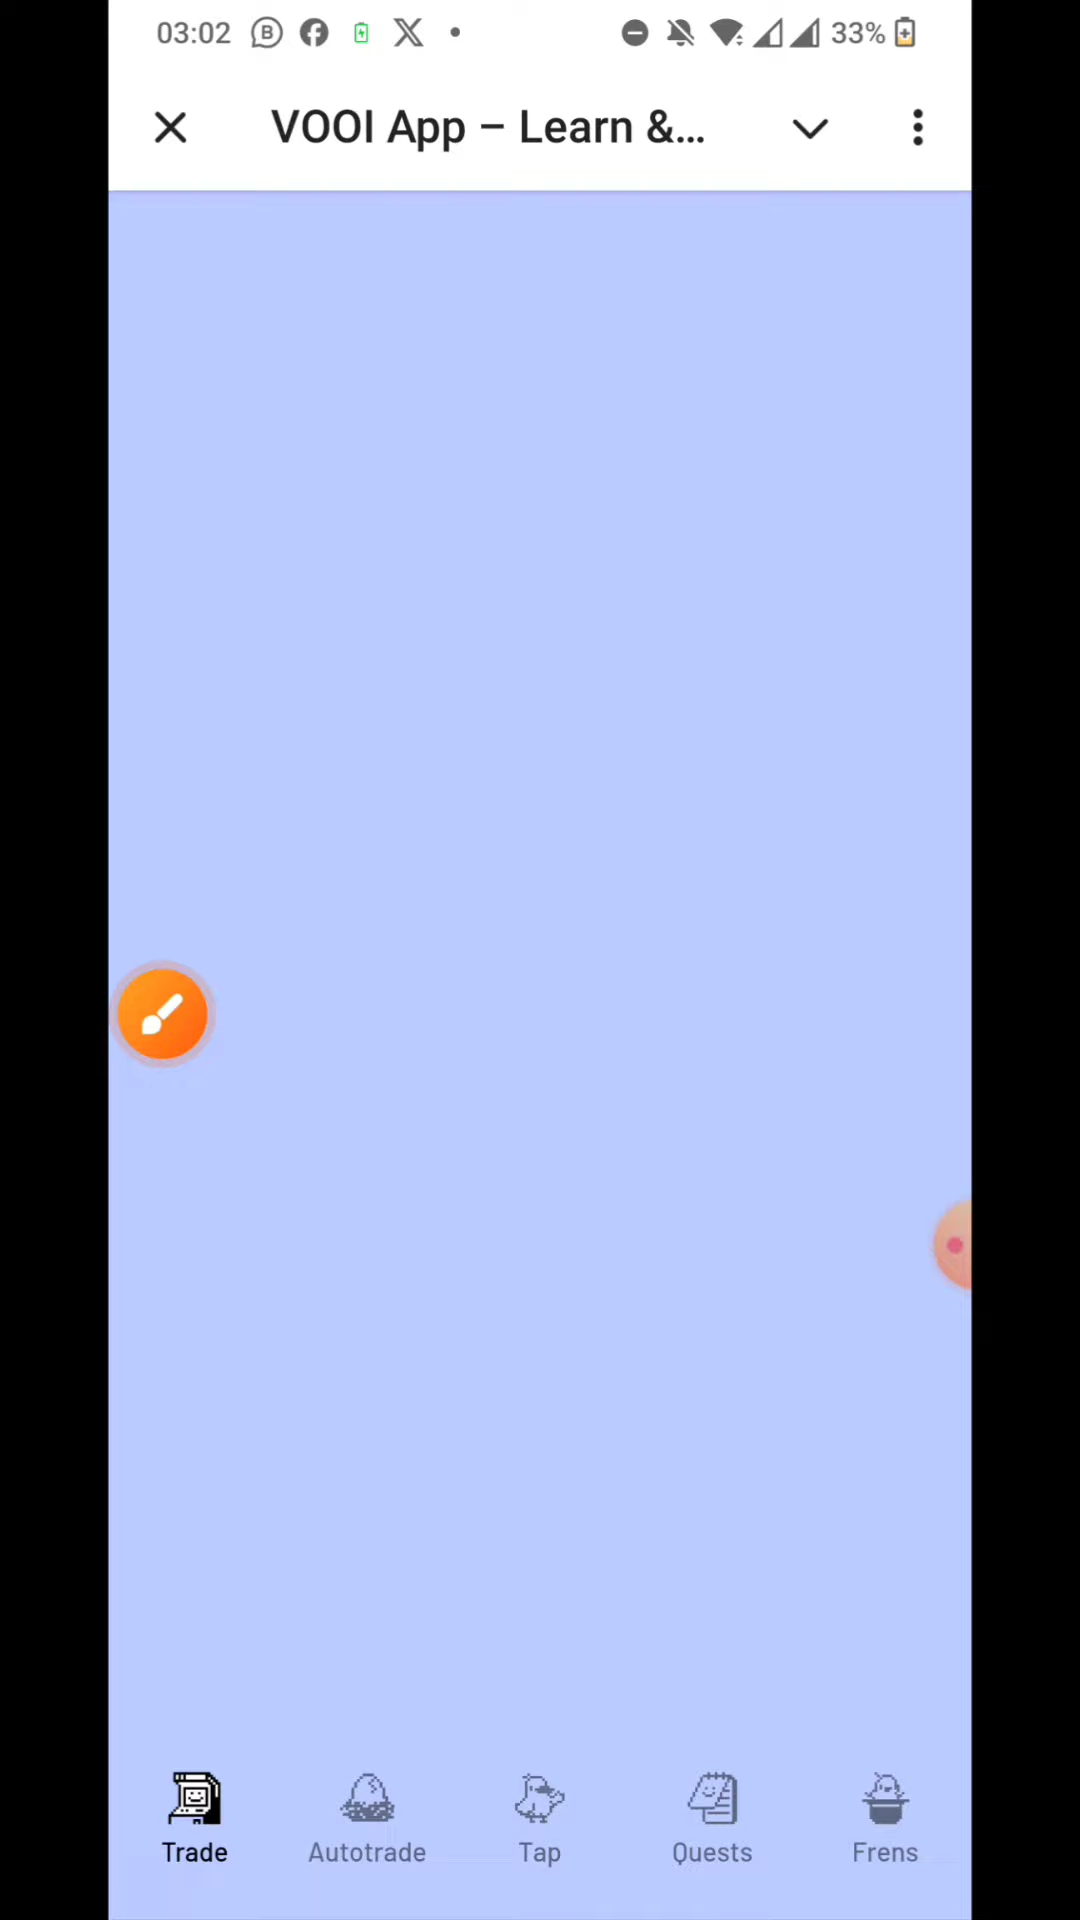 03:02
33%
VOOI App – Learn &...
Trade
Autotrade
Tap
Quests
Frens